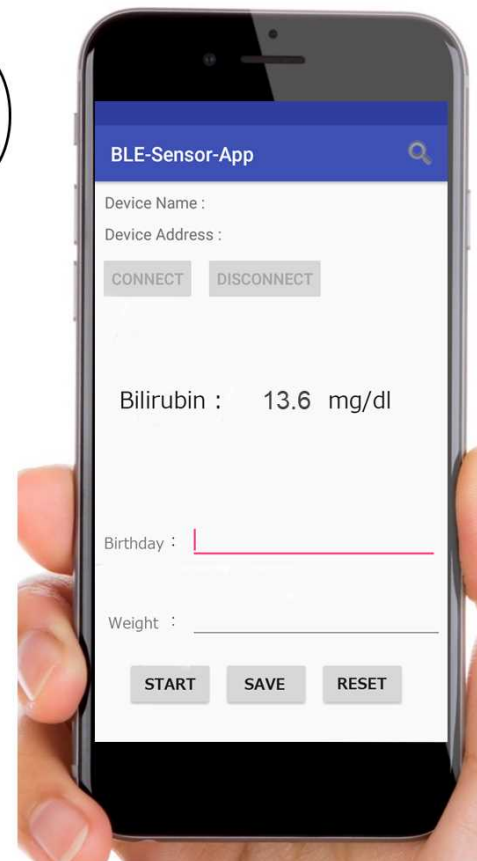 BLE-Sensor-App
Device Name :
Device Address :
CONNECT DISCONNECT
Bilirubin : 13.6 mg/dl
Birthday :
Weight :
START SAVE RESET